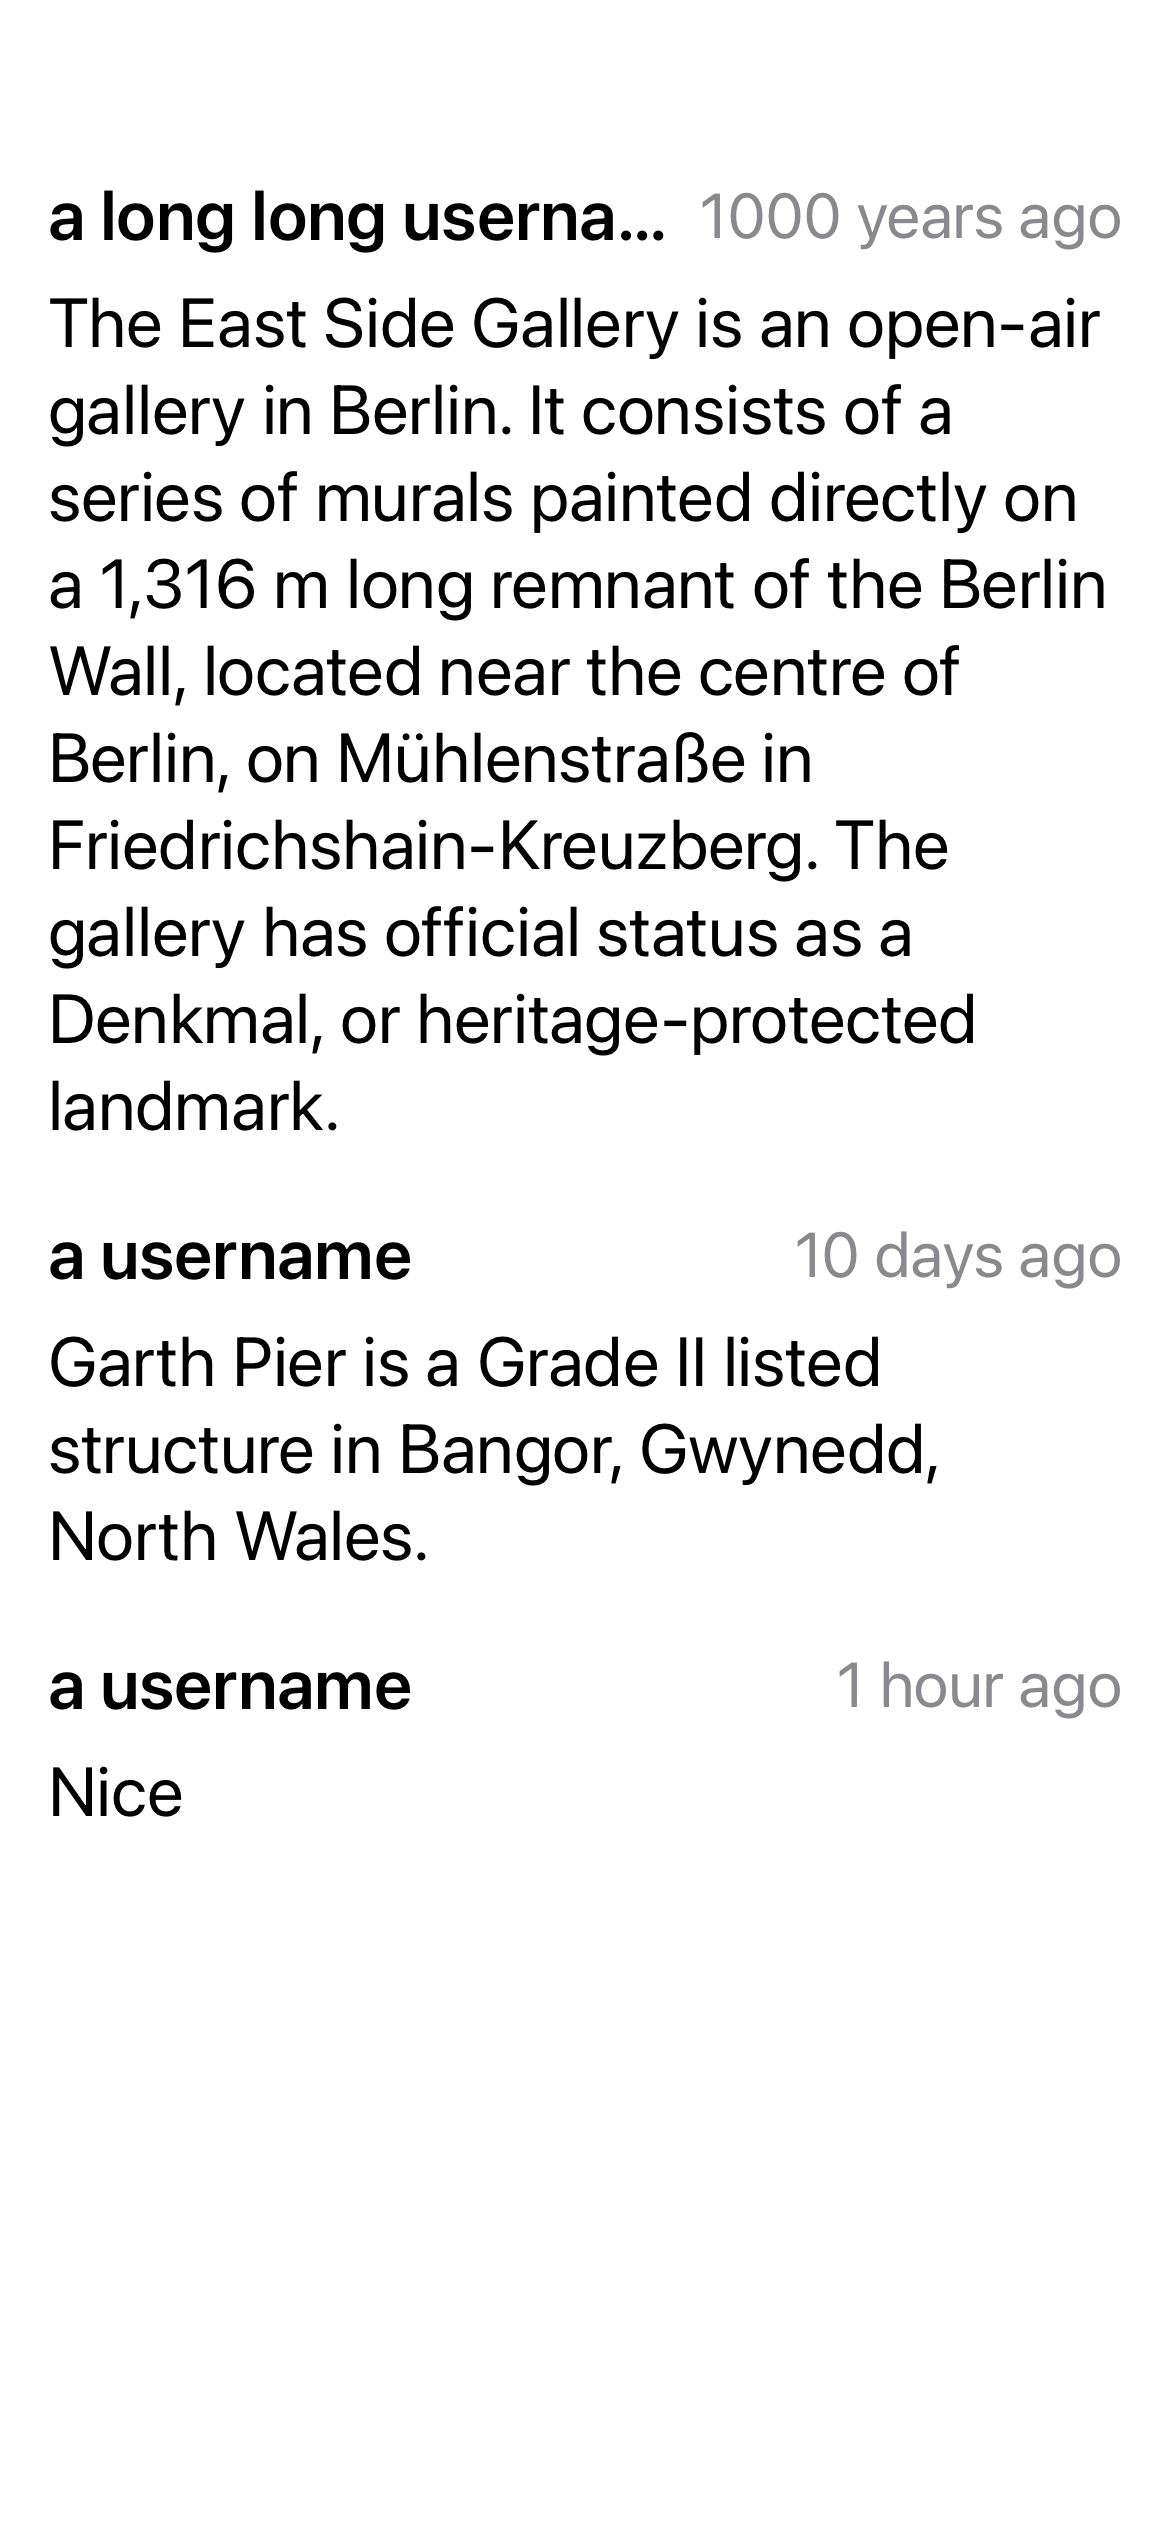 a long long userna... 1000 years ago
The East Side Gallery is an open-air
gallery in Berlin. It consists of a
series of murals painted directly on
a 1,316 m long remnant of the Berlin
Wall, located near the centre of
Berlin, on Mühlenstraße in
Friedrichshain-Kreuzberg. The
gallery has official status as a
Denkmal, or heritage-protected
landmark.
a username 10 days ago
Garth Pier is a Grade II listed
structure in Bangor, Gwynedd,
North Wales.
a username 1 hour ago
Nice